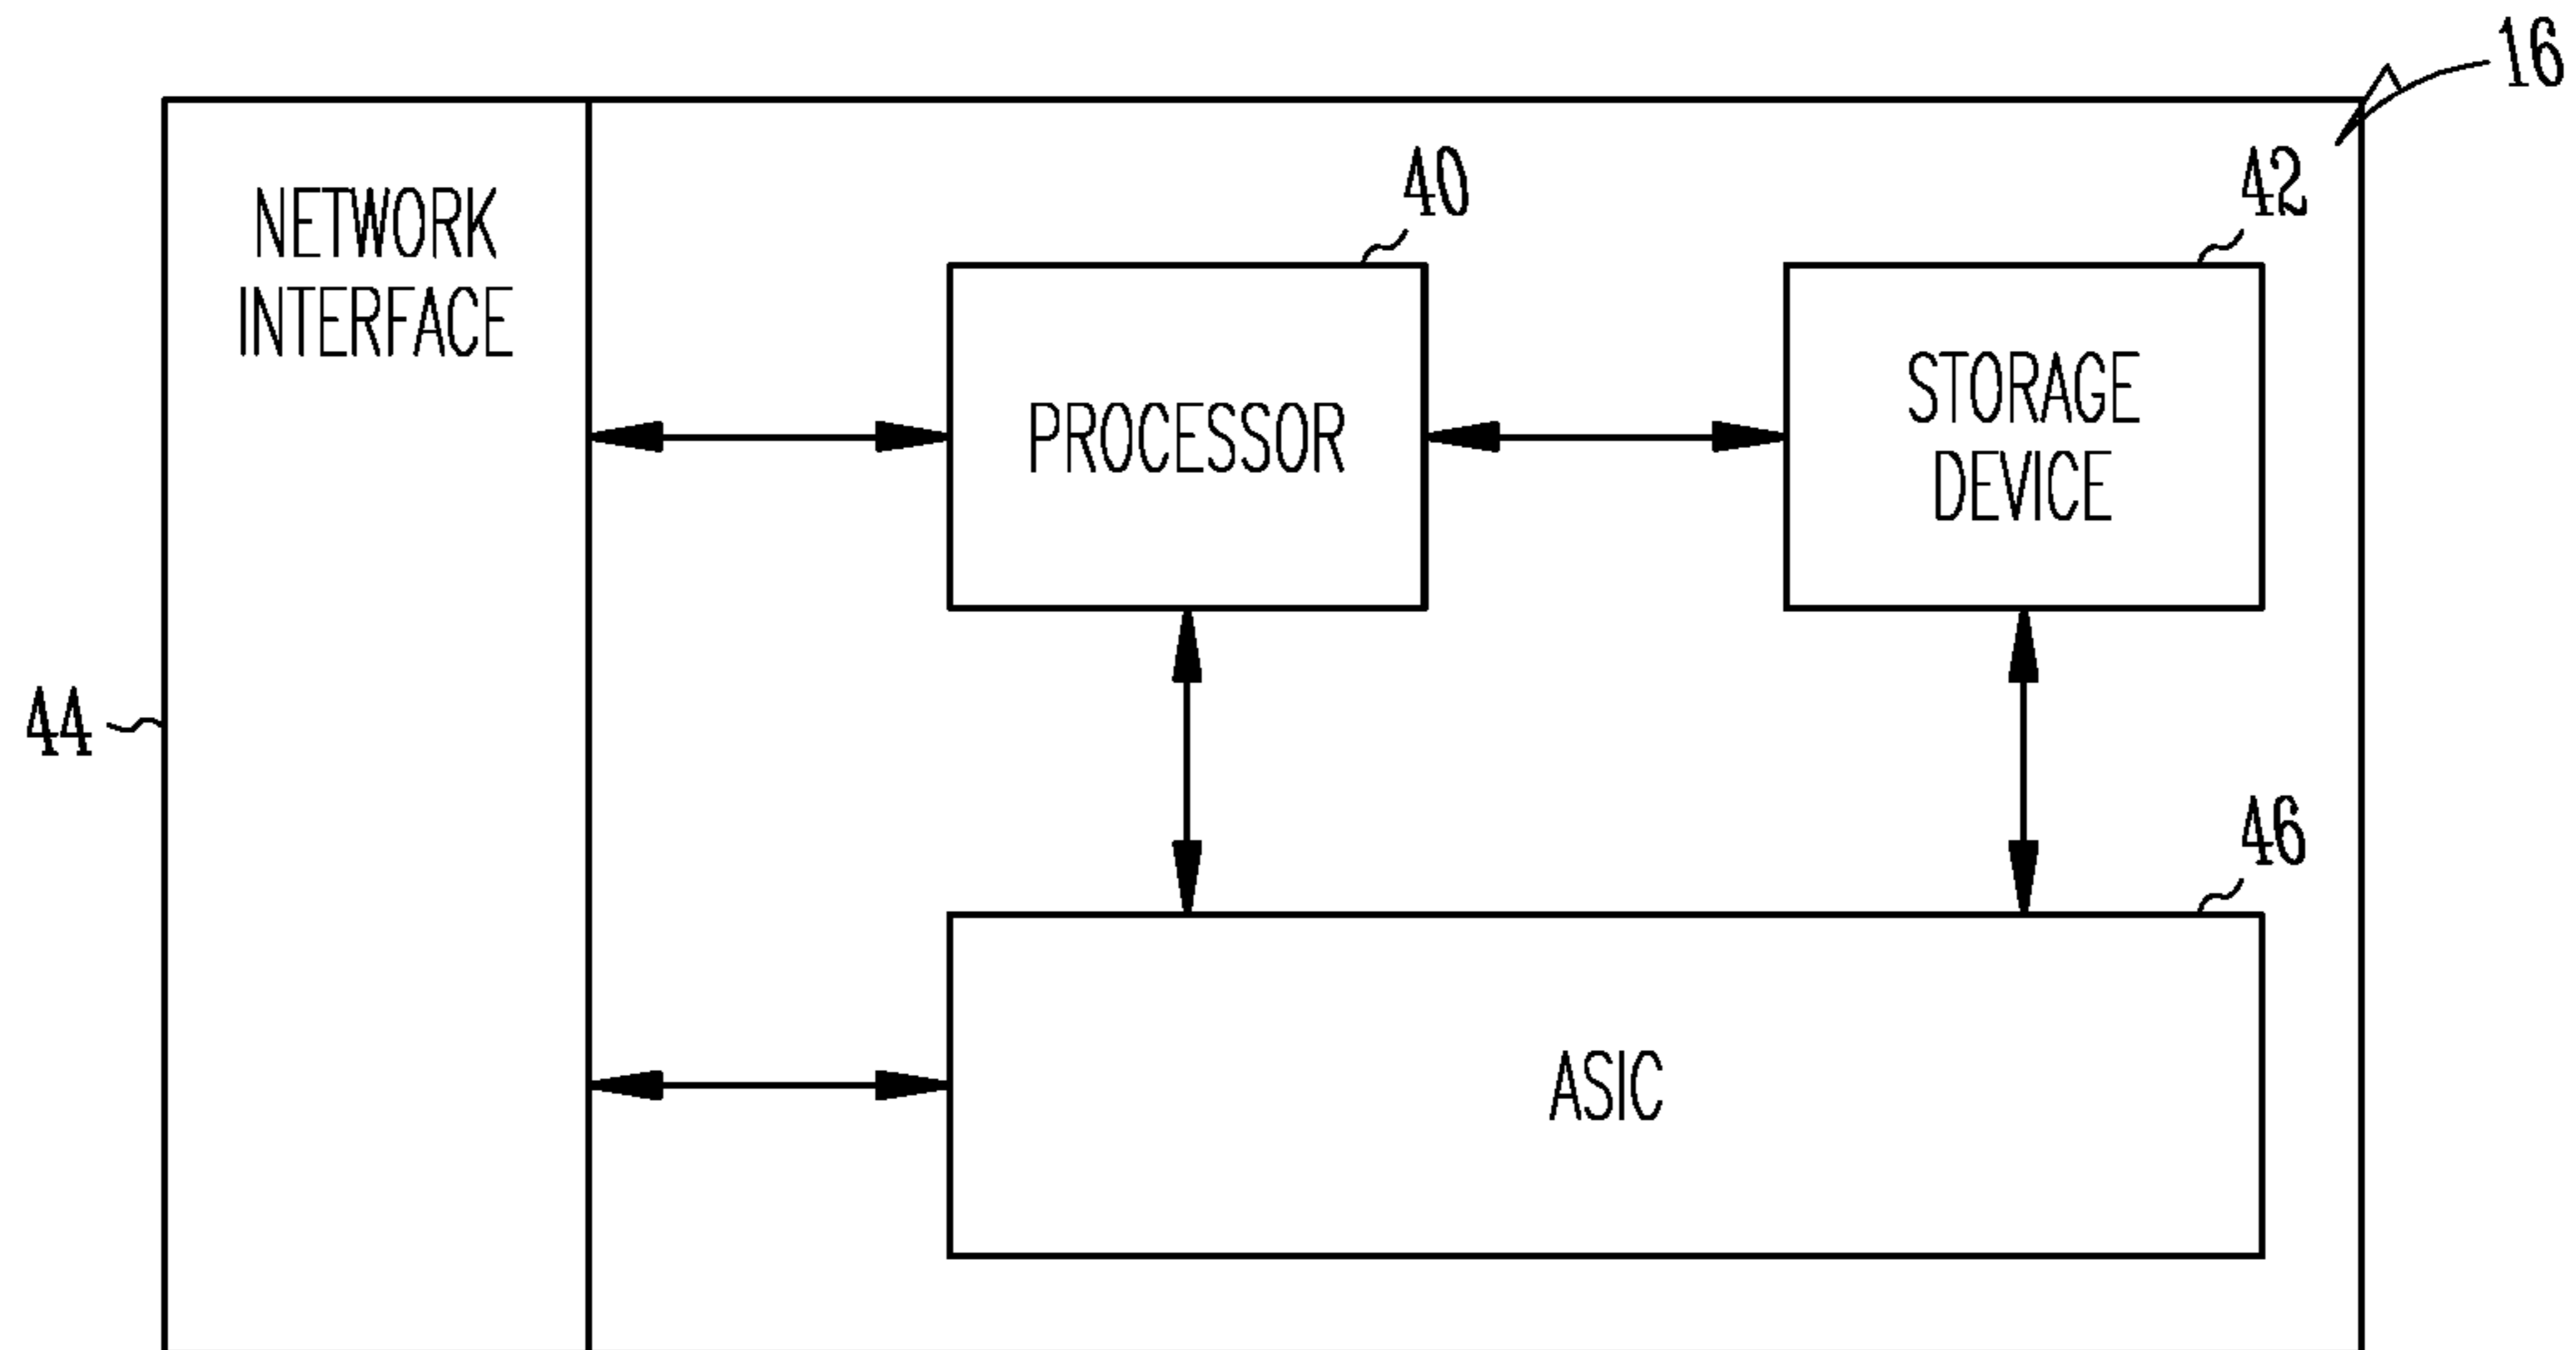 16
NETWORK
INTERFACE
40
42
PROCESSOR
STORAGE
DEVICE
44
46
ASIC